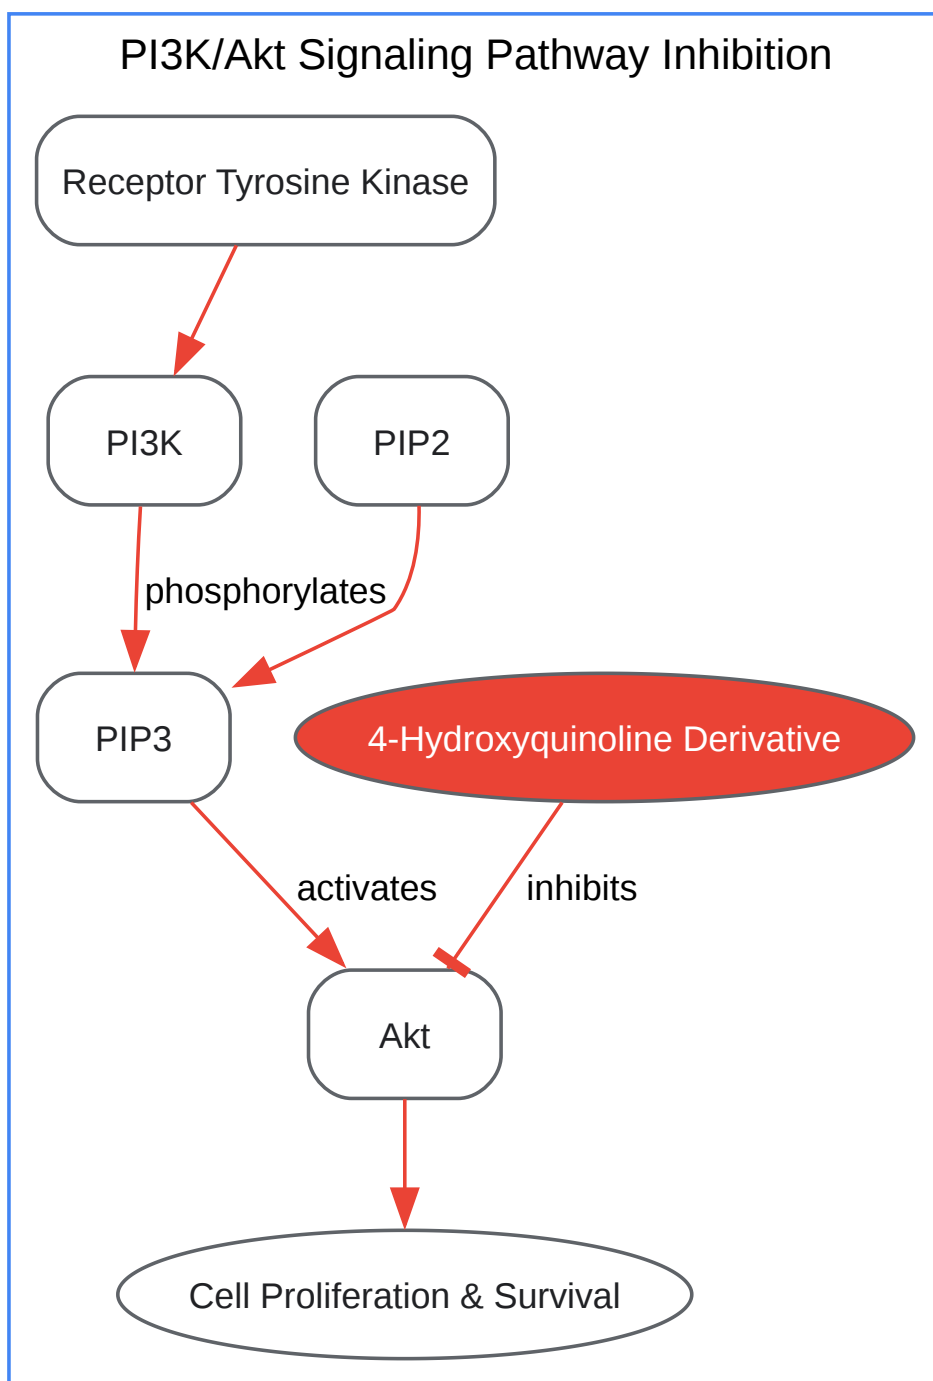 PI3K/Akt Signaling Pathway Inhibition
Receptor Tyrosine Kinase
PI3K
PIP2
phosphorylates
PIP3
4-Hydroxyquinoline Derivative
activates
inhibits
Akt
Cell Proliferation & Survival